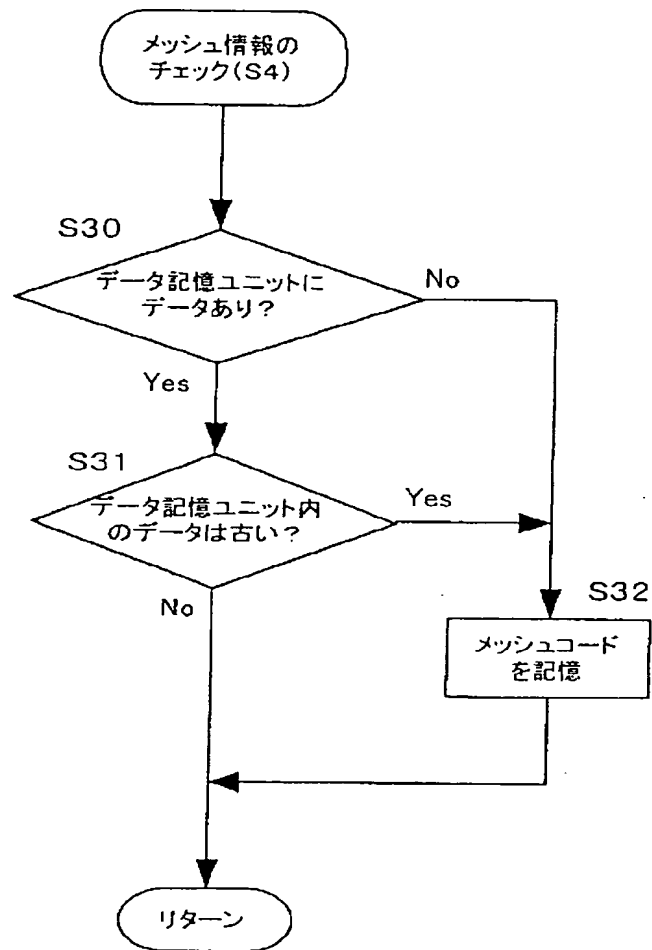 メッシュ情報の
チェック(S4)
S30
データ記憶ユニットに
データあり?
No
Yes
S31
データ記憶ユニット内
のデータは古い?
Yes
No
S32
メッシュコード
を記憶
リターン